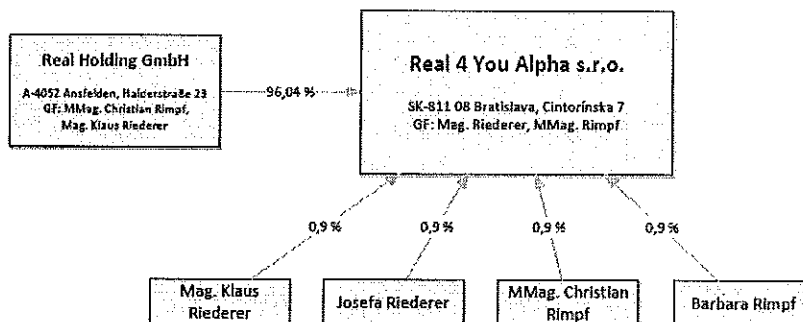 Real Holding GmbH
A-4052 Ansfelden, Haiderstraße 23
GF: MMag. Christian Rimpf,
Mag. Klaus Riederer
96,04 %
Real 4 You Alpha s.r.o.
SK-811 08 Bratislava, Cintorínska 7
GF: Mag. Riederer, MMag. Rimpf
0,9 %
0,9 %
0,9 %
0,9 %
Mag. Klaus
Riederer
Josefa Riederer
MMag. Christian
Rimpf
Barbara Rimpf